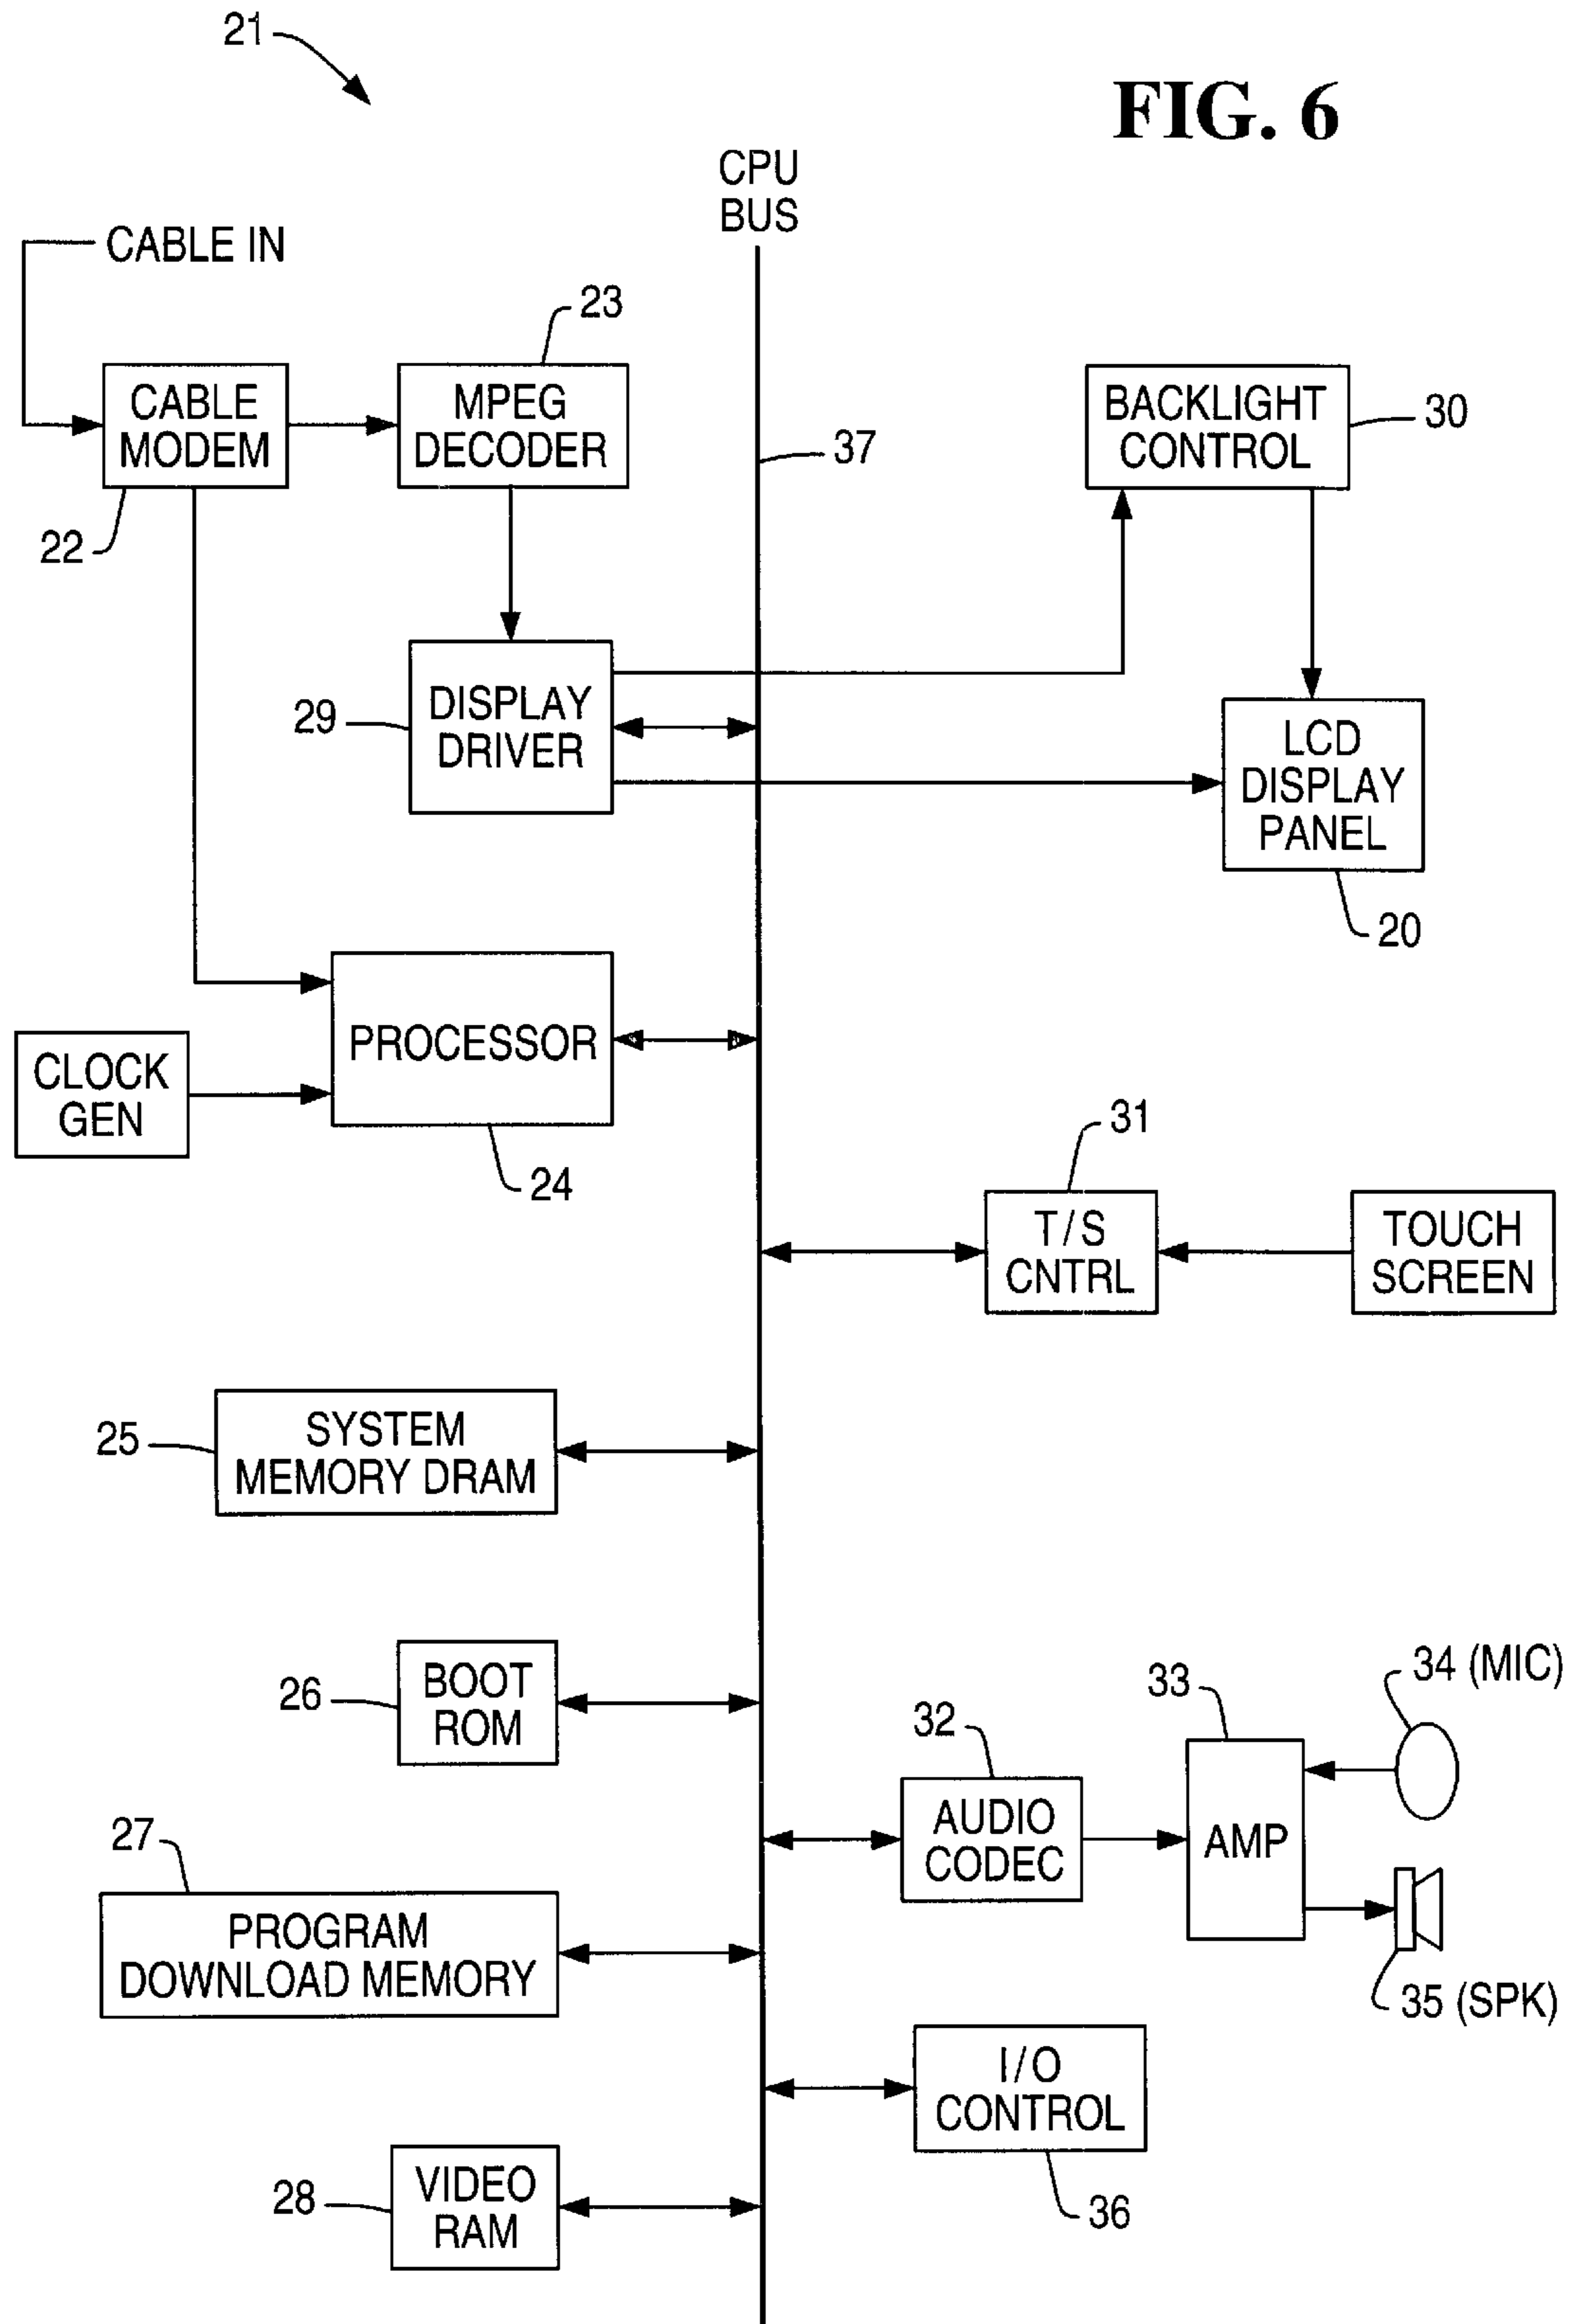 21
FIG. 6
CPU
BUS
CABLE IN
23
CABLE
MODEM
MPEG
DECODER
BACKLIGHT
CONTROL
30
37
22
29
DISPLAY
DRIVER
LCD
DISPLAY
PANEL
20
PROCESSOR
CLOCK
GEN
24
31
T/S
CNTRL
TOUCH
SCREEN
25
SYSTEM
MEMORY DRAM
26
BOOT
ROM
32
33
34 (MIC)
AUDIO
CODEC
AMP
27
PROGRAM
DOWNLOAD MEMORY
35 (SPK)
I/O
CONTROL
36
28
VIDEO
RAM